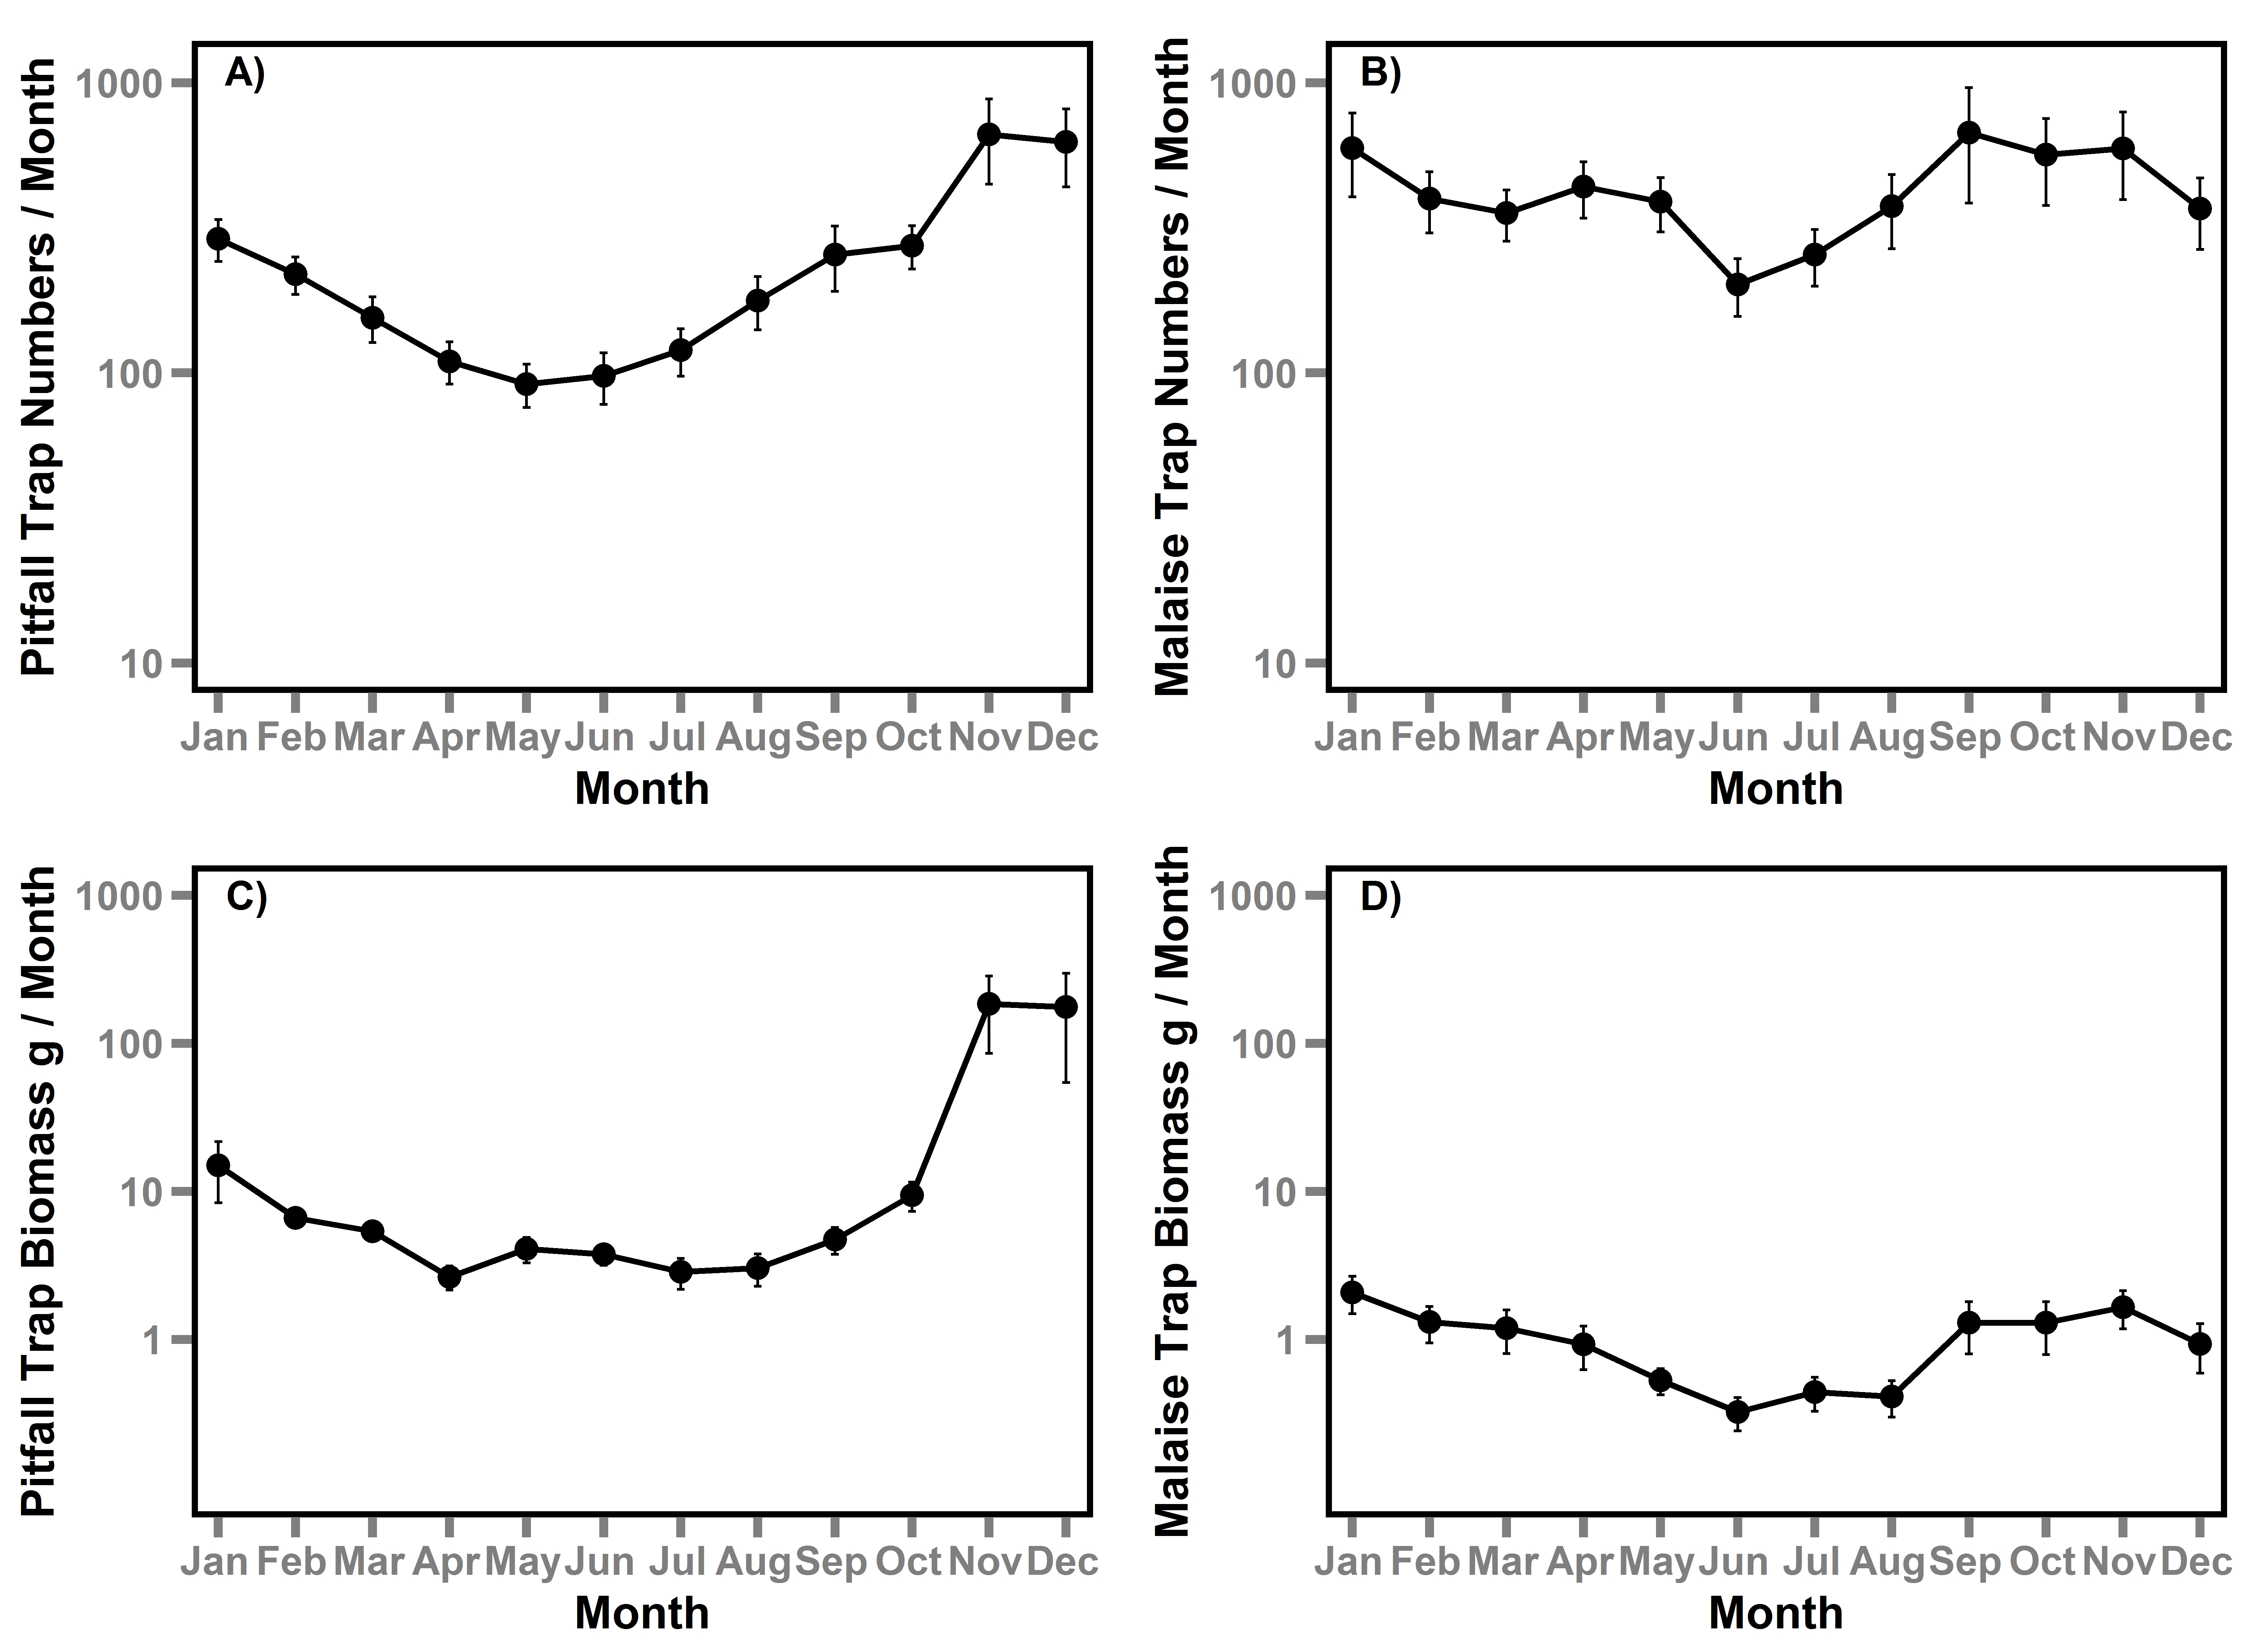 A)
Pitfall Trap Numbers / Month
1000
100
10
Jan Feb Mar Apr May Jun Jul Aug Sep Oct Nov Dec
Month
B)
Malaise Trap Numbers / Month
1000
100
10
Jan Feb Mar Apr May Jun Jul Aug Sep Oct Nov Dec
Month
C)
Pitfall Trap Biomass g / Month
1000
100
10
1
Jan Feb Mar Apr May Jun Jul Aug Sep Oct Nov Dec
Month
D)
Malaise Trap Biomass g / Month
1000
100
10
1
Jan Feb Mar Apr May Jun Jul Aug Sep Oct Nov Dec
Month